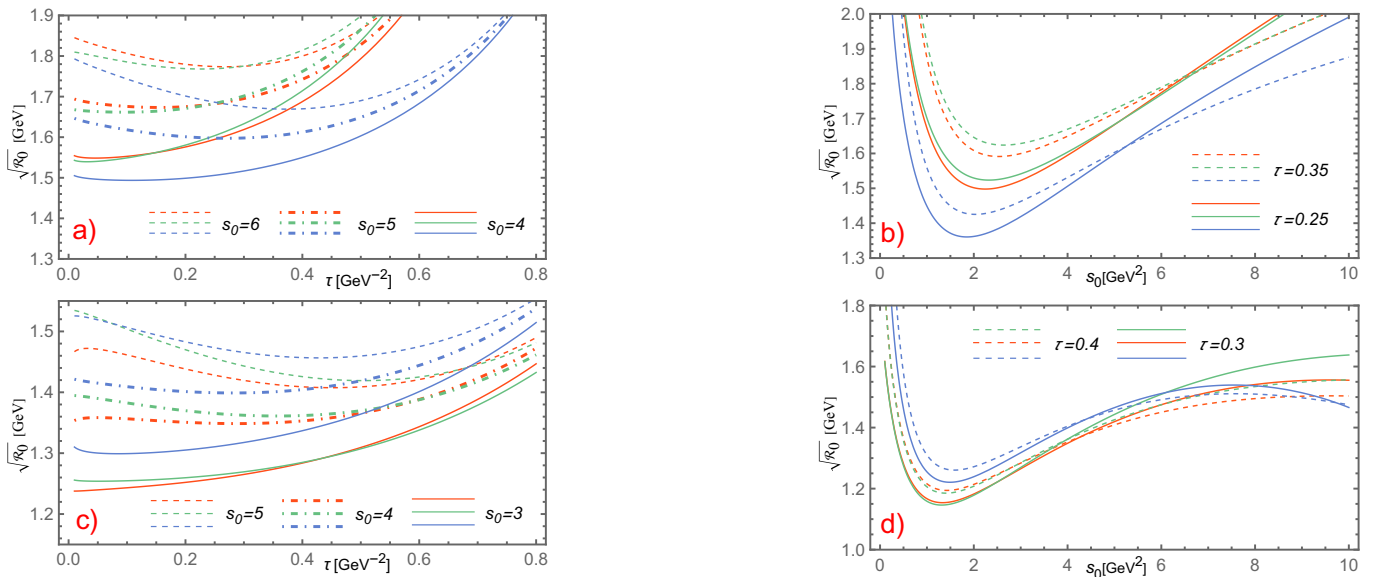 1.9
1.8
1.7
1.6
1.5
1.4
1.3
√R₀ [GeV]
0.0 0.2 0.4 0.6 0.8
τ [GeV⁻²]
s₀=6 s₀=5 s₀=4
a)
2.0
1.9
1.8
1.7
1.6
1.5
1.4
1.3
√R₀ [GeV]
0 2 4 6 8 10
s₀[GeV²]
τ=0.35
τ=0.25
b)
1.5
1.4
1.3
1.2
√R₀ [GeV]
0.0 0.2 0.4 0.6 0.8
τ [GeV⁻²]
s₀=5 s₀=4 s₀=3
c)
1.8
1.6
1.4
1.2
1.0
√R₀ [GeV]
0 2 4 6 8 10
s₀[GeV²]
τ=0.4 τ=0.3
d)